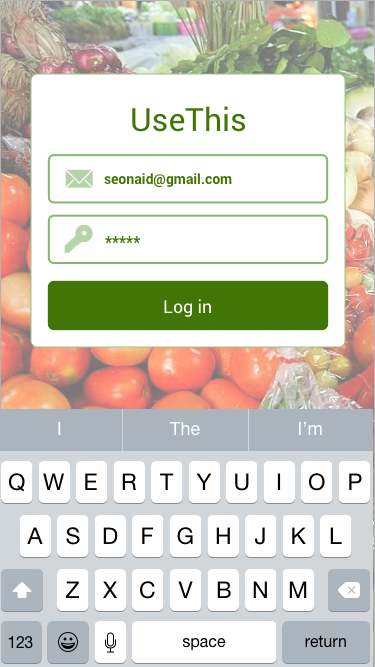 UseThis
seonaid@gmail.com
*****
Log in
I The I'm
Q W E R T Y U I O P
A S D F G H J K L
Z X C V B N M
123 space return